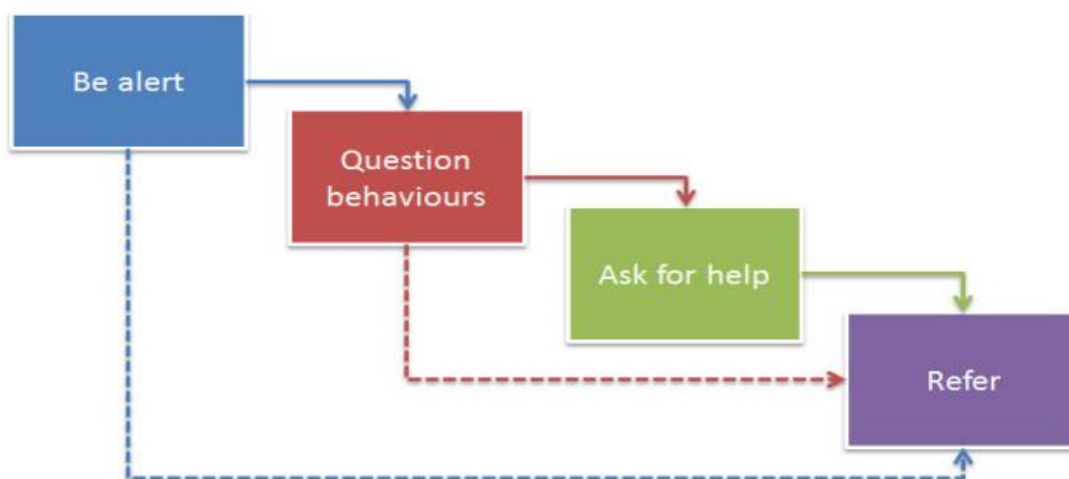 Be alert
Question
behaviours
Ask for help
Refer